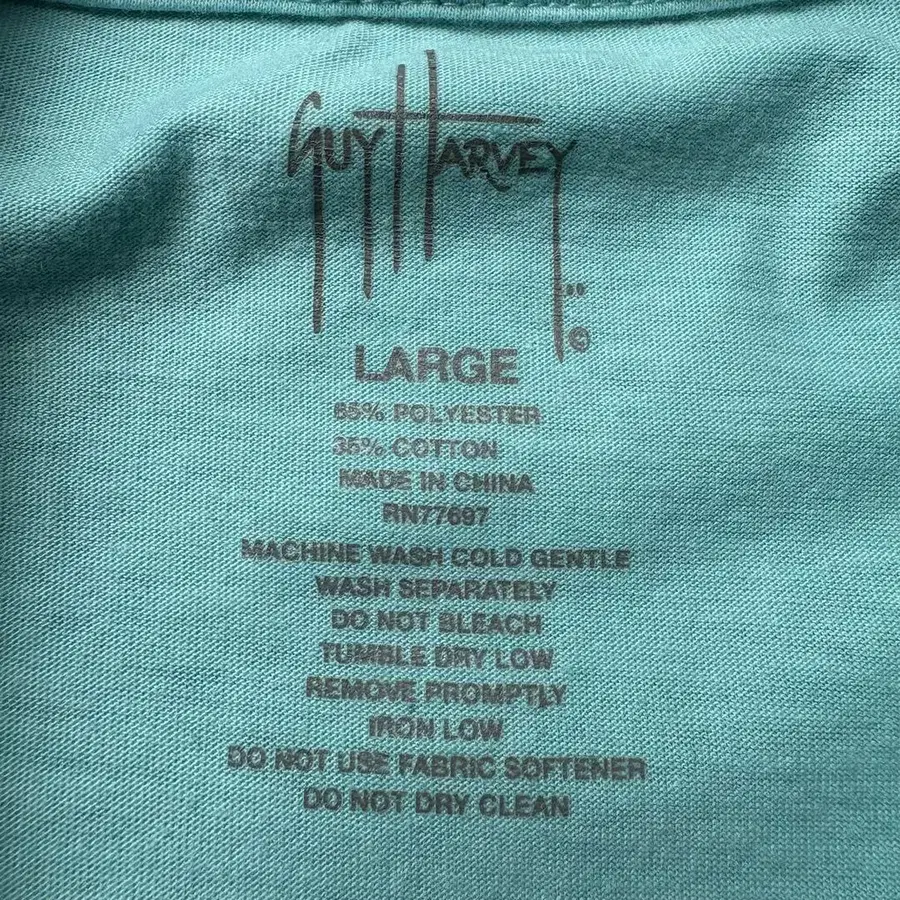 GUY HARVEY
©
LARGE
65% POLYESTER
35% COTTON
MADE IN CHINA
RN77697
MACHINE WASH COLD GENTLE
WASH SEPARATELY
DO NOT BLEACH
TUMBLE DRY LOW
REMOVE PROMPTLY
IRON LOW
DO NOT USE FABRIC SOFTENER
DO NOT DRY CLEAN